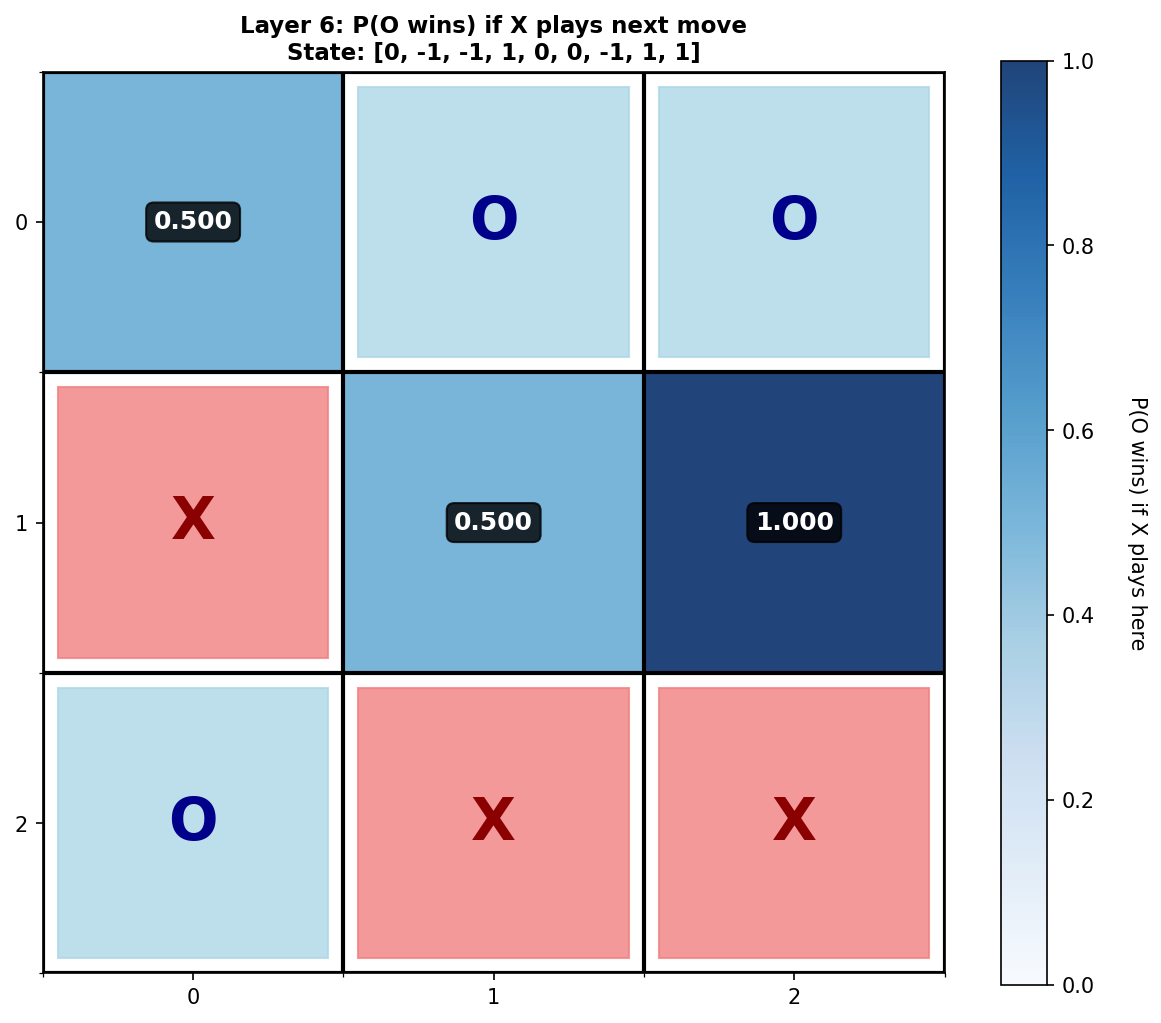 Layer 6: P(O wins) if X plays next move
State: [0, -1, -1, 1, 0, 0, -1, 1, 1]
0.500 O O
X 0.500 1.000
O X X
0
1
2
0 1 2
1.0
0.8
0.6
0.4
0.2
0.0
P(O wins) if X plays here